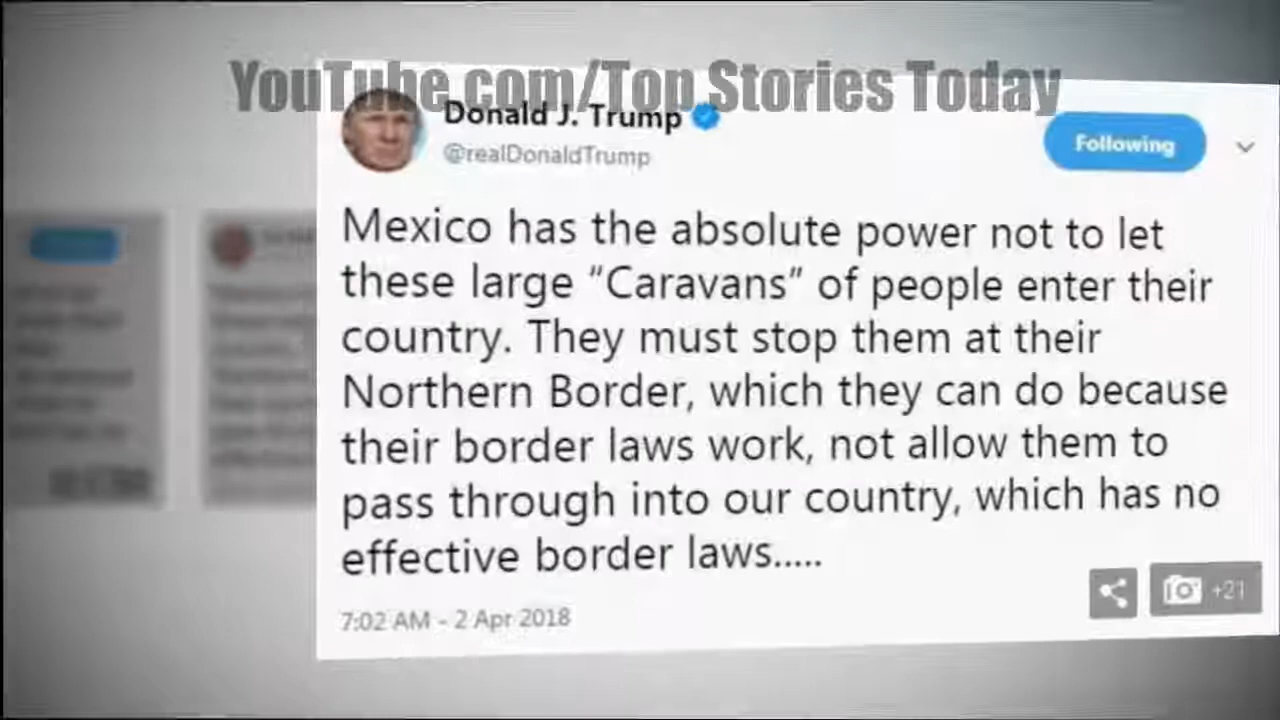 YouTube.com/Top Stories Today
Donald J. Trump
@realDonaldTrump
Following
Mexico has the absolute power not to let
these large “Caravans” of people enter their
country. They must stop them at their
Northern Border, which they can do because
their border laws work, not allow them to
pass through into our country, which has no
effective border laws.....
+21
7:02 AM - 2 Apr 2018